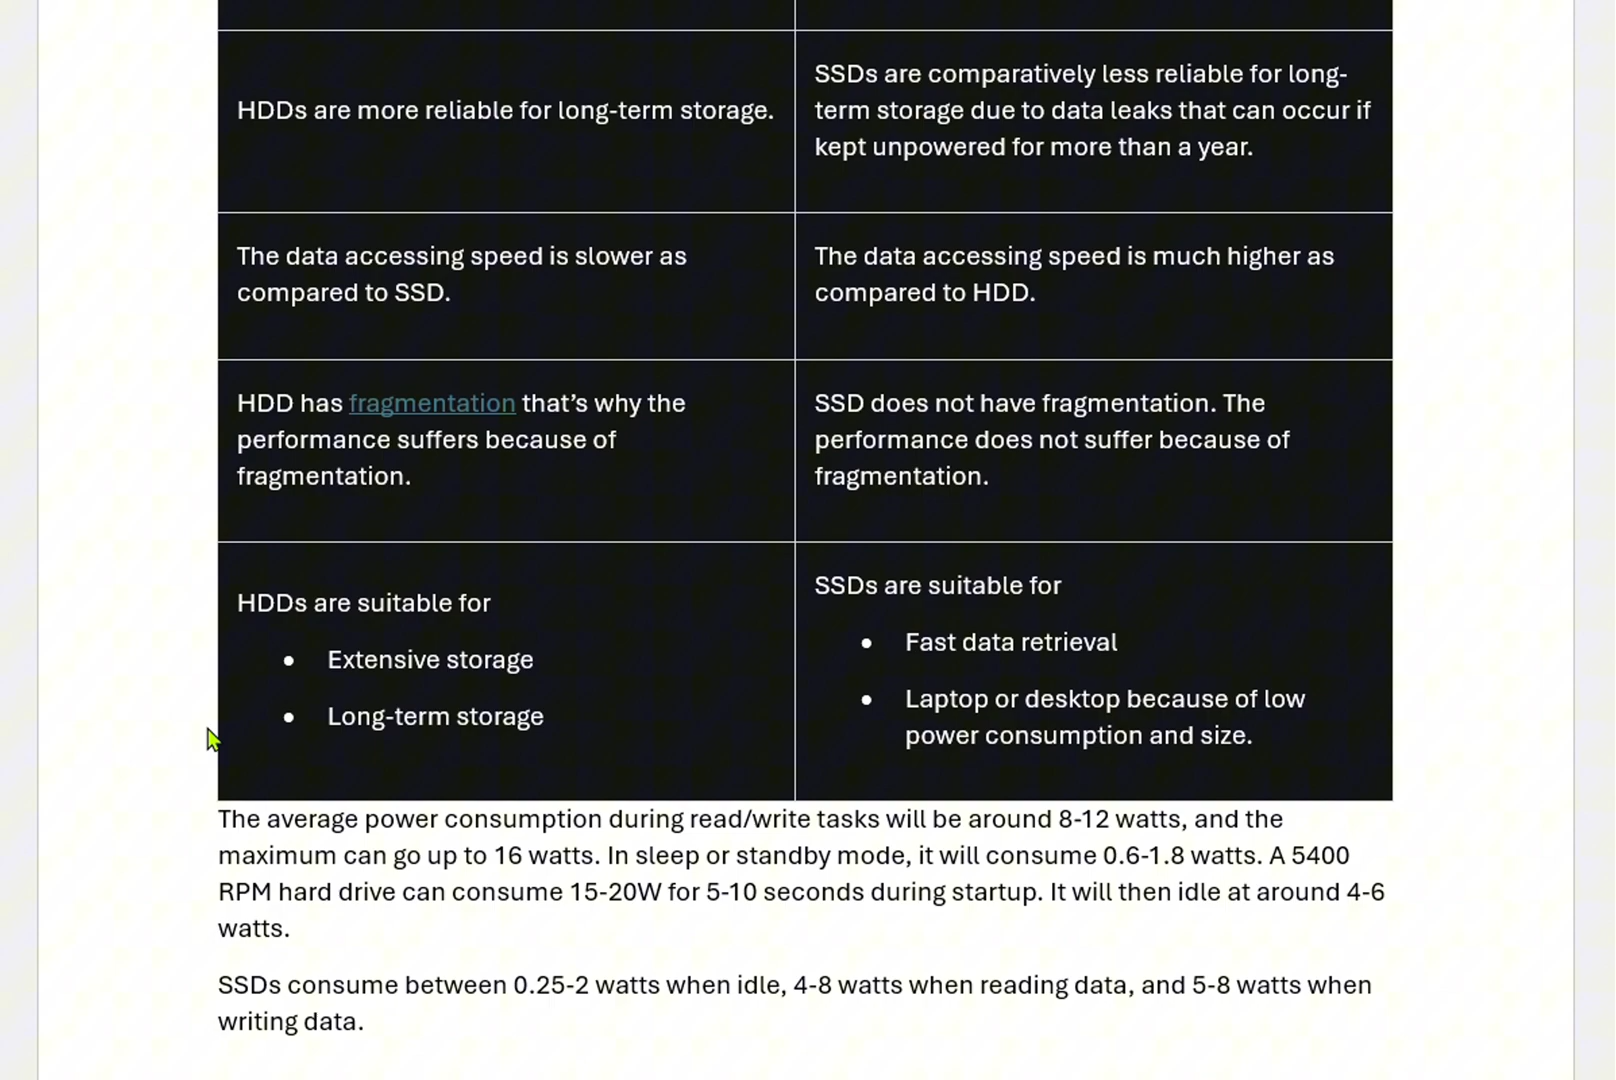 HDDs are more reliable for long-term storage.
SSDs are comparatively less reliable for long-
term storage due to data leaks that can occur if
kept unpowered for more than a year.
The data accessing speed is slower as
compared to SSD.
The data accessing speed is much higher as
compared to HDD.
HDD has fragmentation that’s why the
performance suffers because of
fragmentation.
SSD does not have fragmentation. The
performance does not suffer because of
fragmentation.
HDDs are suitable for
• Extensive storage
• Long-term storage
SSDs are suitable for
• Fast data retrieval
• Laptop or desktop because of low
power consumption and size.
The average power consumption during read/write tasks will be around 8-12 watts, and the
maximum can go up to 16 watts. In sleep or standby mode, it will consume 0.6-1.8 watts. A 5400
RPM hard drive can consume 15-20W for 5-10 seconds during startup. It will then idle at around 4-6
watts.
SSDs consume between 0.25-2 watts when idle, 4-8 watts when reading data, and 5-8 watts when
writing data.